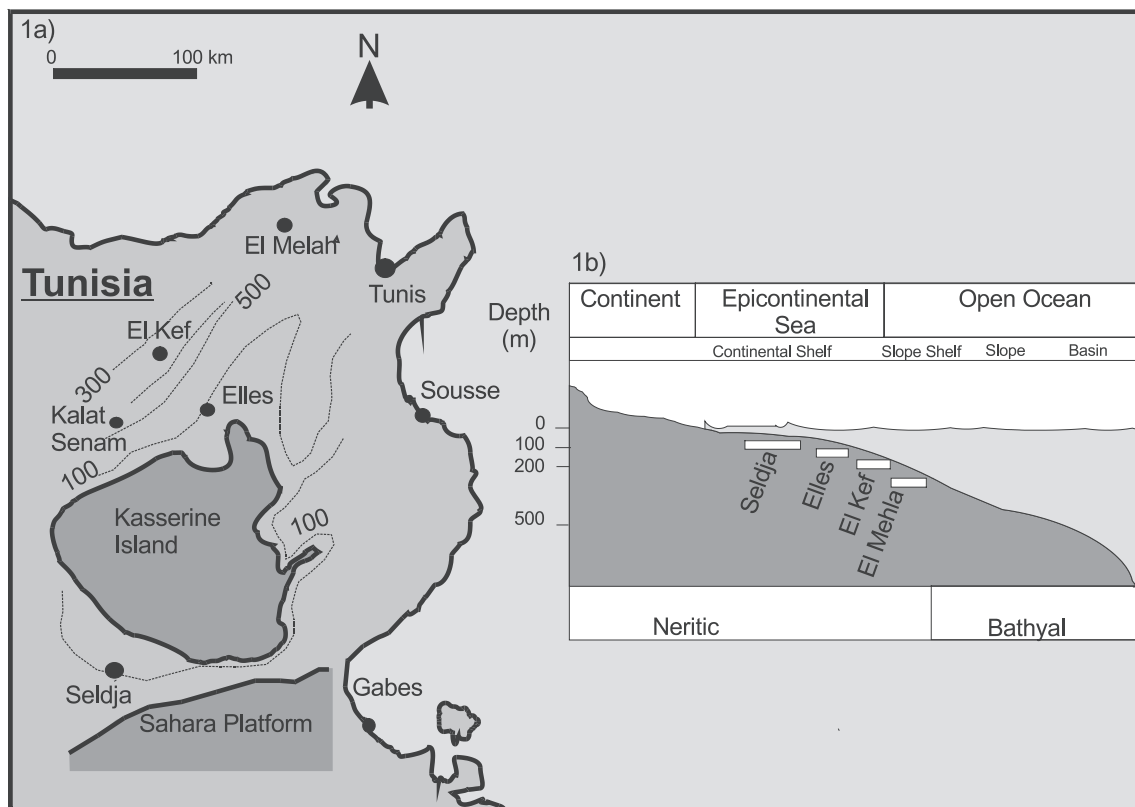 1a)
0 100 km
N
El Melah
Tunisia
Tunis
500
El Kef
300
Elles
Sousse
Kalat
Senam
100
Kasserine
Island
100
Seldja
Gabes
Sahara Platform
1b)
Continent
Epicontinental
Sea
Open Ocean
Depth
(m)
Continental Shelf
Slope Shelf
Slope
Basin
0
100
200
500
Seldja
Elles
El Kef
El Mehla
Neritic
Bathyal